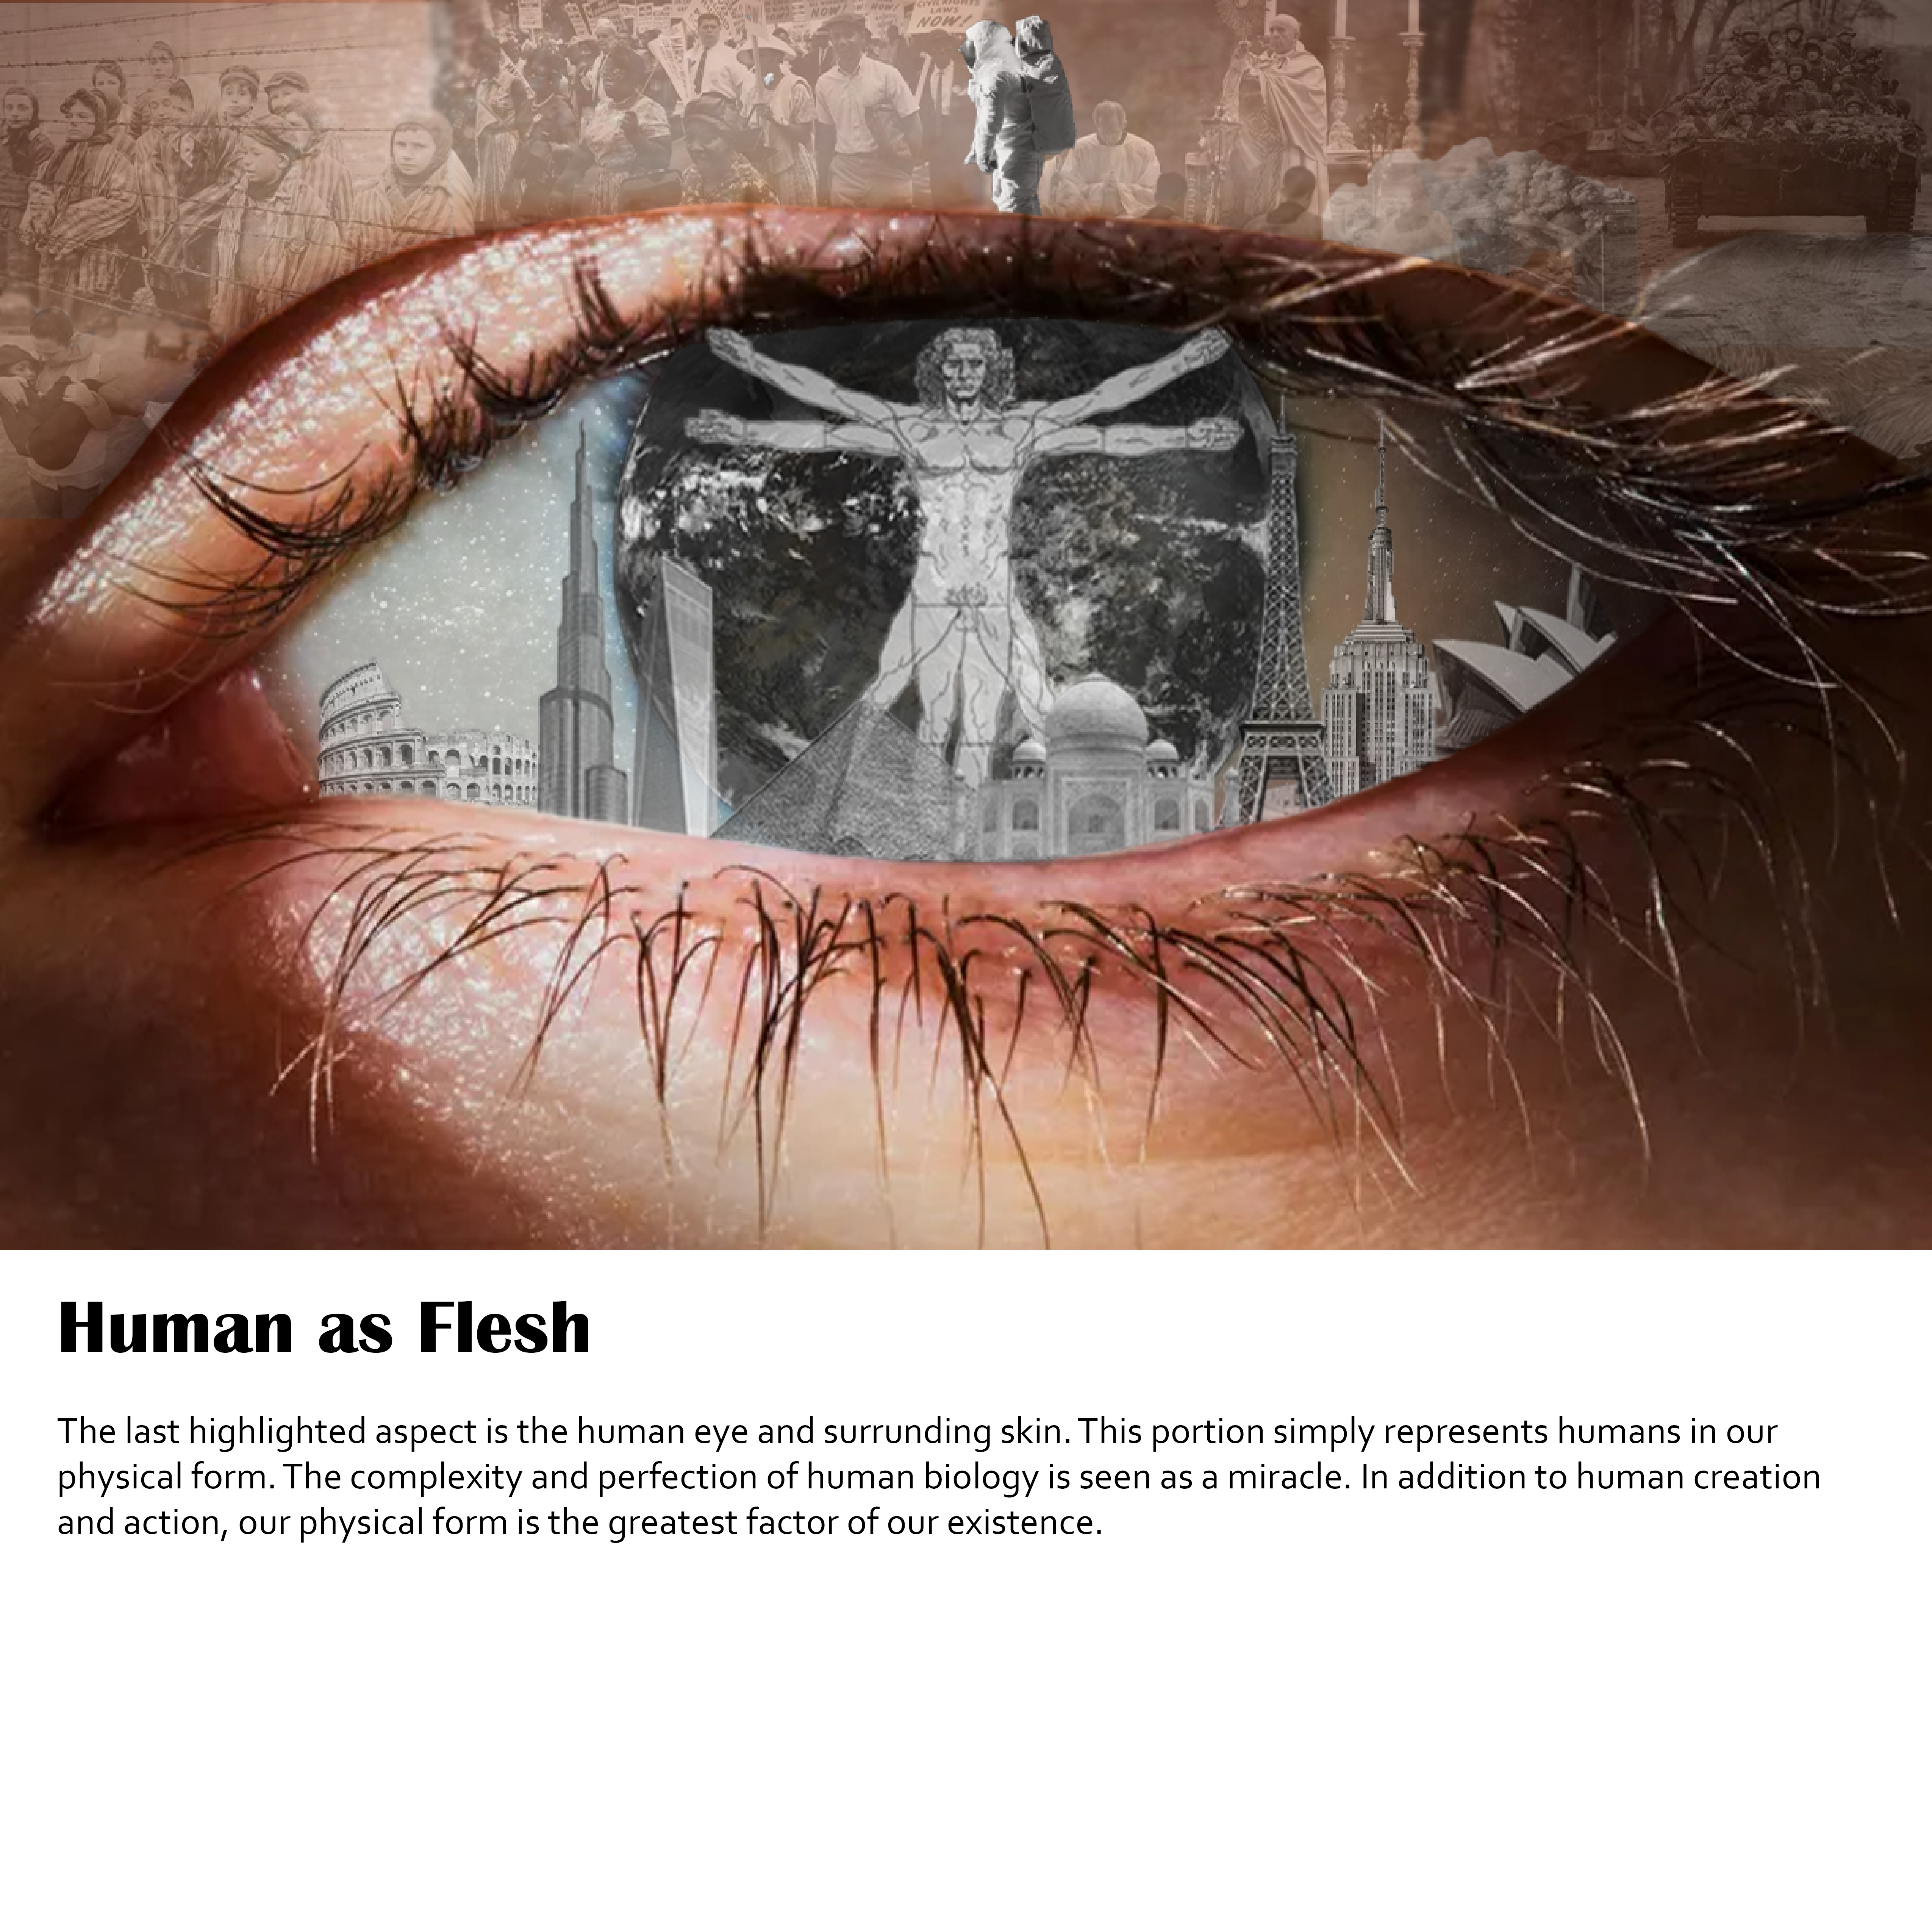 CIVIL RIGHTS
LAWS
NOW!
NOW!
NOW!
Human as Flesh
The last highlighted aspect is the human eye and surrunding skin. This portion simply represents humans in our
physical form. The complexity and perfection of human biology is seen as a miracle. In addition to human creation
and action, our physical form is the greatest factor of our existence.